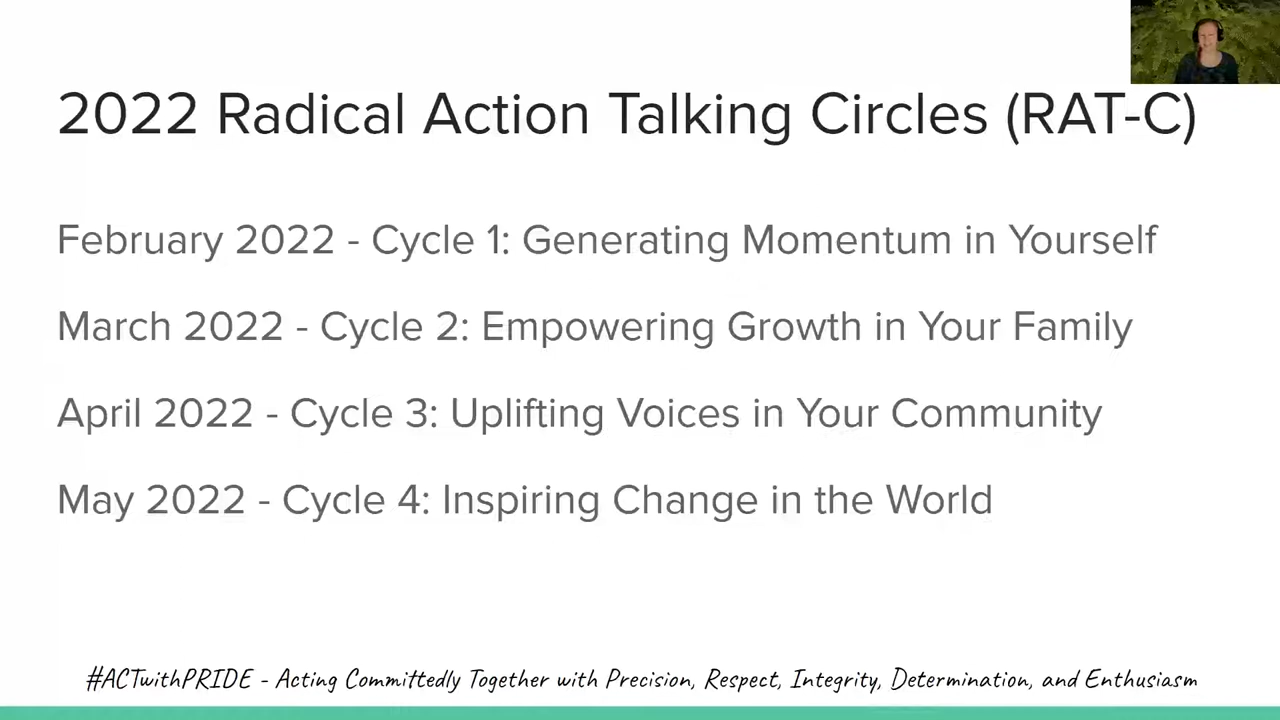 2022 Radical Action Talking Circles (RAT-C)
February 2022 - Cycle 1: Generating Momentum in Yourself
March 2022 - Cycle 2: Empowering Growth in Your Family
April 2022 - Cycle 3: Uplifting Voices in Your Community
May 2022 - Cycle 4: Inspiring Change in the World
#ACTwithPRIDE - Acting Committedly Together with Precision, Respect, Integrity, Determination, and Enthusiasm